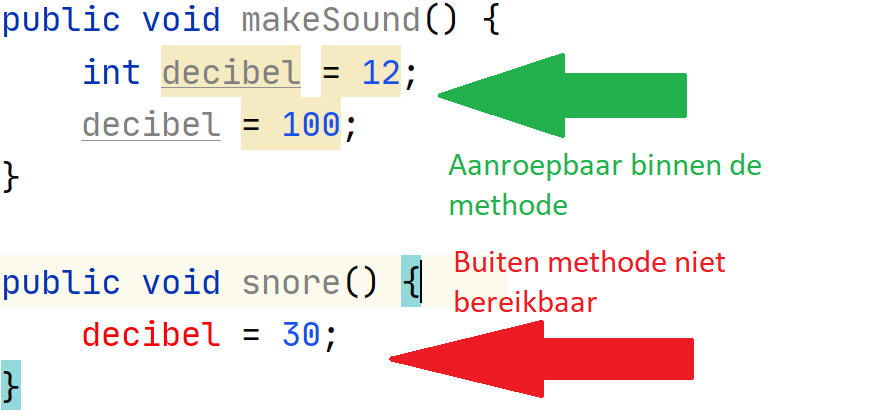 public void makeSound() {
int decibel = 12;
decibel = 100;
}
Aanroepbaar binnen de
methode
public void snore() {
decibel = 30;
}
Buiten methode niet
bereikbaar